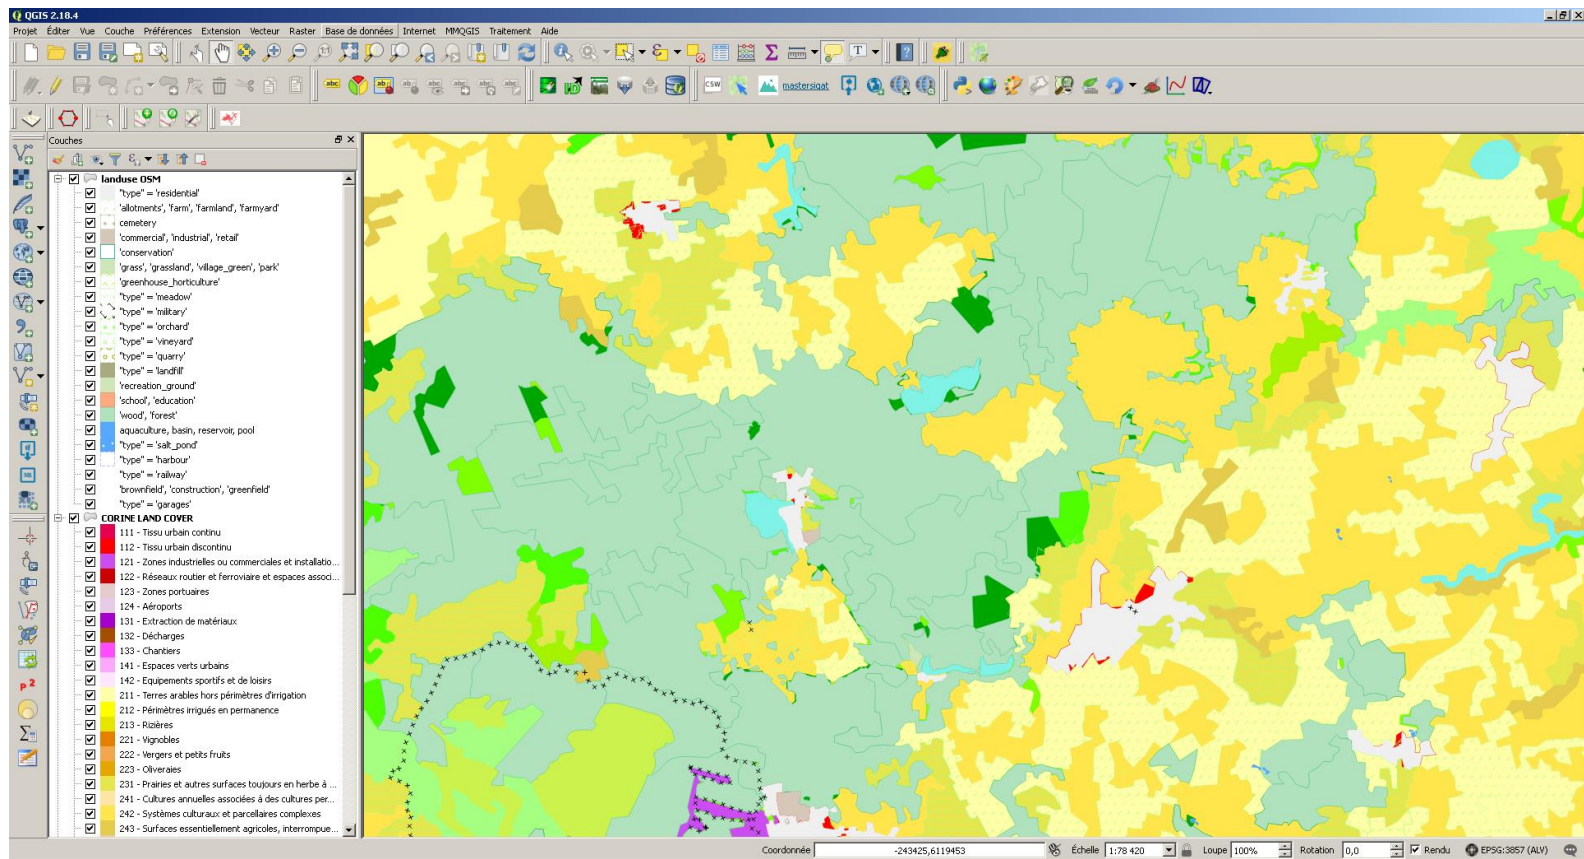 QGIS 2.18.4
Projet Éditer Vue Couche Préférences Extension Vecteur Raster Base de données Internet MMQGIS Traitement Aide
CSW mastersigat
Couches
landuse OSM
"type" = 'residential'
'allotments', 'farm', 'farmland', 'farmyard'
cemetery
'commercial', 'industrial', 'retail'
'conservation'
'grass', 'grassland', 'village_green', 'park'
'greenhouse_horticulture'
"type" = 'meadow'
"type" = 'military'
"type" = 'orchard'
"type" = 'vineyard'
"type" = 'quarry'
"type" = 'landfill'
'recreation_ground'
'school', 'education'
'wood', 'forest'
aquaculture, basin, reservoir, pool
"type" = 'salt_pond'
"type" = 'harbour'
"type" = 'railway'
'brownfield', 'construction', 'greenfield'
"type" = 'garages'
CORINE LAND COVER
111 - Tissu urbain continu
112 - Tissu urbain discontinu
121 - Zones industrielles ou commerciales et installatio...
122 - Réseaux routier et ferroviaire et espaces associ...
123 - Zones portuaires
124 - Aéroports
131 - Extraction de matériaux
132 - Décharges
133 - Chantiers
141 - Espaces verts urbains
142 - Equipements sportifs et de loisirs
211 - Terres arables hors périmètres d'irrigation
212 - Périmètres irrigués en permanence
213 - Rizières
221 - Vignobles
222 - Vergers et petits fruits
223 - Oliveraies
231 - Prairies et autres surfaces toujours en herbe à ...
241 - Cultures annuelles associées à des cultures per...
242 - Systèmes culturaux et parcellaires complexes
243 - Surfaces essentiellement agricoles, interrompue...
Coordonnée -243425,6119453 Échelle 1:78 420 Loupe 100% Rotation 0,0 Rendu EPSG:3857 (ALV)